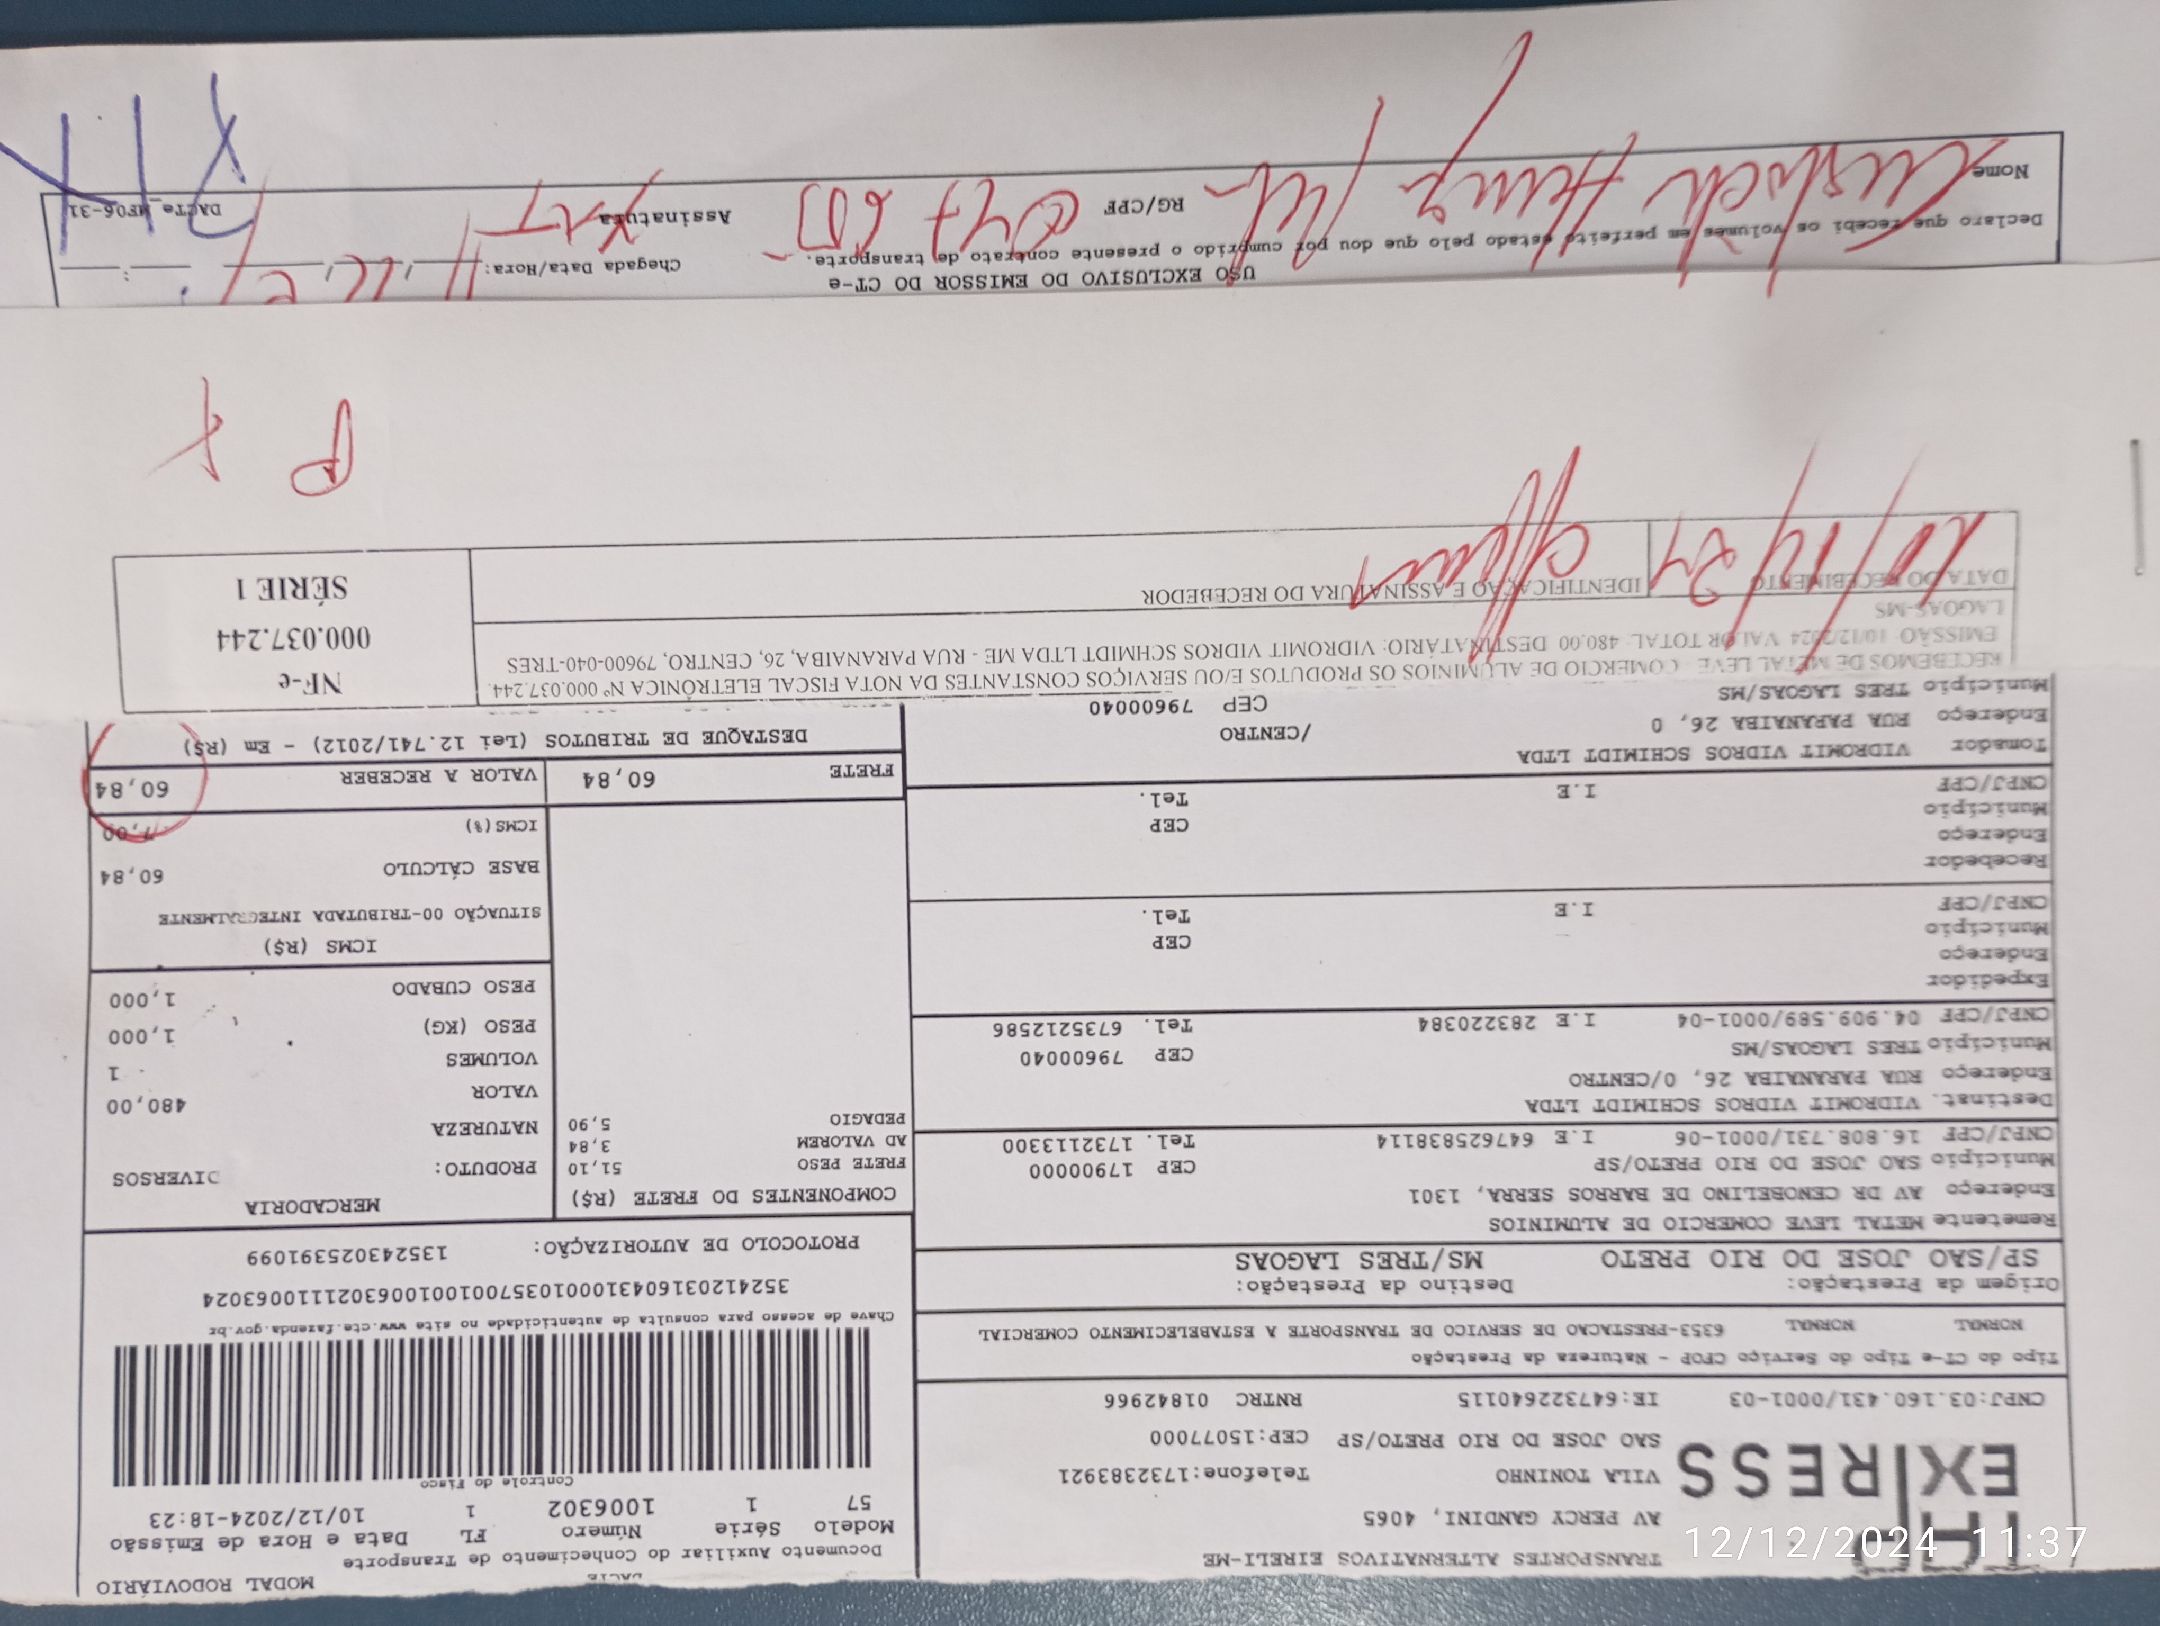 DACTE
MODAL RODOVIÁRIO
Documento Auxiliar do Conhecimento de Transporte
Modelo Série Número FL Data e Hora de Emissão
57 1 1006302 1 10/12/2024-18:23
Controle do Fisco
EXPRESS
TRANSPORTES ALTERNATIVOS EIRELI-ME
AV PERCY GANDINI, 4065
VILA TONINHO Telefone:1732383921
SAO JOSE DO RIO PRETO/SP CEP:15077000
CNPJ:03.160.431/0001-03 IE:647322640115 RNTRC 01842966
Tipo do CT-e Tipo do Serviço CFOP - Natureza da Prestação
NORMAL NORMAL 6353-PRESTACAO DE SERVICO DE TRANSPORTE A ESTABELECIMENTO COMERCIAL
Chave de acesso para consulta de autenticidade no site www.cte.fazenda.gov.br
35241203160431000103570010010063021110063024
PROTOCOLO DE AUTORIZAÇÃO: 135243025391099
Origem da Prestação: Destino da Prestação:
SP/SAO JOSE DO RIO PRETO MS/TRES LAGOAS
Remetente METAL LEVE COMERCIO DE ALUMINIOS
Endereço AV DR CENOBELINO DE BARROS SERRA, 1301
Município SAO JOSE DO RIO PRETO/SP CEP 17900000
CNPJ/CPF 16.808.731/0001-06 I.E 647625838114 Tel. 1732113300
Destinat. VIDROMIT VIDROS SCHIMIDT LTDA
Endereço RUA PARANAIBA 26, 0/CENTRO
Município TRES LAGOAS/MS CEP 79600040
CNPJ/CPF 04.909.589/0001-04 I.E 283220384 Tel. 6735212586
Expedidor
Endereço
Município CEP
CNPJ/CPF I.E Tel.
Recebedor
Endereço
Município CEP
CNPJ/CPF I.E Tel.
Tomador VIDROMIT VIDROS SCHIMIDT LTDA
Endereço RUA PARANAIBA 26, 0 /CENTRO
Município TRES LAGOAS/MS CEP 79600040
COMPONENTES DO FRETE (R$)
FRETE PESO 51,10
AD VALOREM 3,84
PEDAGIO 5,90
FRETE 60,84
MERCADORIA
PRODUTO: DIVERSOS
NATUREZA
VALOR 480,00
VOLUMES 1
PESO (KG) 1,000
PESO CUBADO 1,000
ICMS (R$)
SITUAÇÃO 00-TRIBUTADA INTEGRALMENTE
BASE CÁLCULO 60,84
ICMS(%) 7,00
VALOR A RECEBER 60,84
DESTAQUE DE TRIBUTOS (Lei 12.741/2012) - Em (R$)
RECEBEMOS DE METAL LEVE - COMERCIO DE ALUMINIOS OS PRODUTOS E/OU SERVIÇOS CONSTANTES DA NOTA FISCAL ELETRÔNICA Nº 000.037.244.
EMISSÃO: 10/12/2024 VALOR TOTAL: 480,00 DESTINATÁRIO: VIDROMIT VIDROS SCHMIDT LTDA ME - RUA PARANAIBA, 26, CENTRO, 79600-040-TRES
LAGOAS-MS
DATA DO RECEBIMENTO IDENTIFICAÇÃO E ASSINATURA DO RECEBEDOR
NF-e
000.037.244
SÉRIE 1
USO EXCLUSIVO DO EMISSOR DO CT-e
Declaro que recebi os volumes em perfeito estado pelo que dou por cumprido o presente contrato de transporte.
Chegada Data/Hora:
Nome RG/CPF Assinatura
DACTe_MF06-31
12/12/2024 11:37